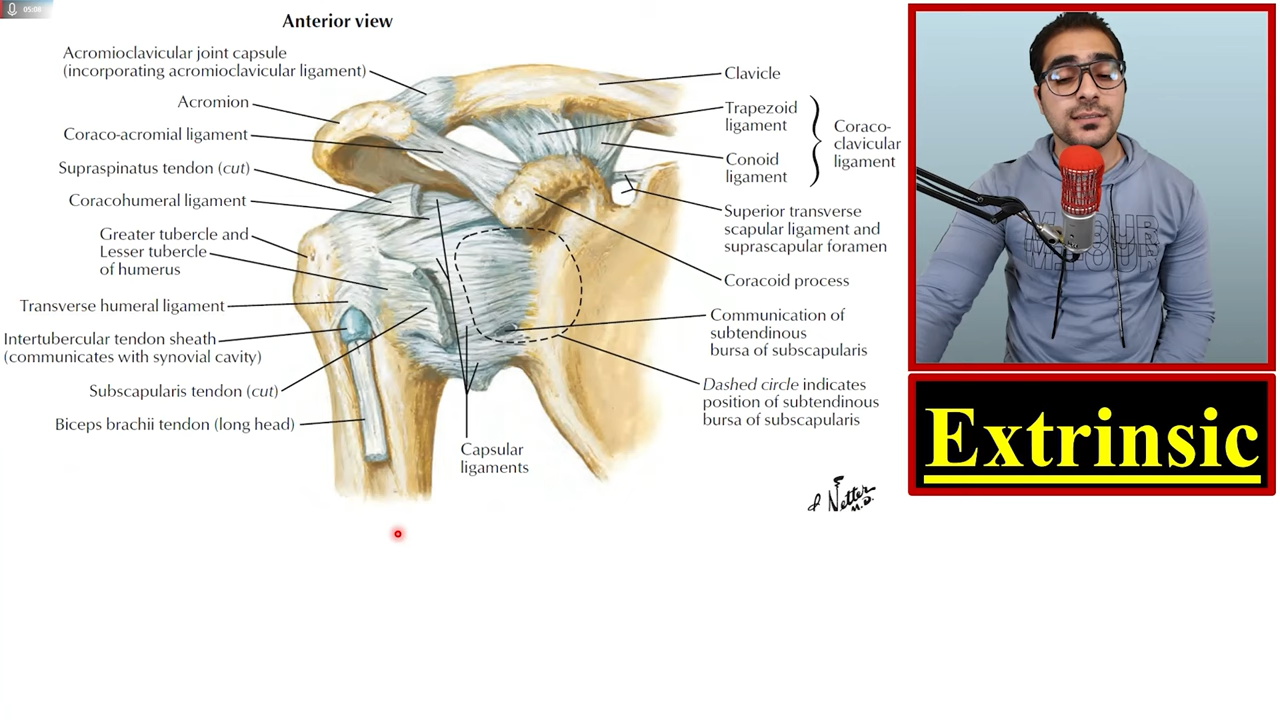 05:06
Anterior view
Acromioclavicular joint capsule
(incorporating acromioclavicular ligament)
Acromion
Coraco-acromial ligament
Supraspinatus tendon (cut)
Coracohumeral ligament
Greater tubercle and
Lesser tubercle
of humerus
Transverse humeral ligament
Intertubercular tendon sheath
(communicates with synovial cavity)
Subscapularis tendon (cut)
Biceps brachii tendon (long head)
Capsular
ligaments
Clavicle
Trapezoid
ligament
Conoid
ligament
Coraco-
clavicular
ligament
Superior transverse
scapular ligament and
suprascapular foramen
Coracoid process
Communication of
subtendinous
bursa of subscapularis
Dashed circle indicates
position of subtendinous
bursa of subscapularis
Netter
M.D.
Extrinsic